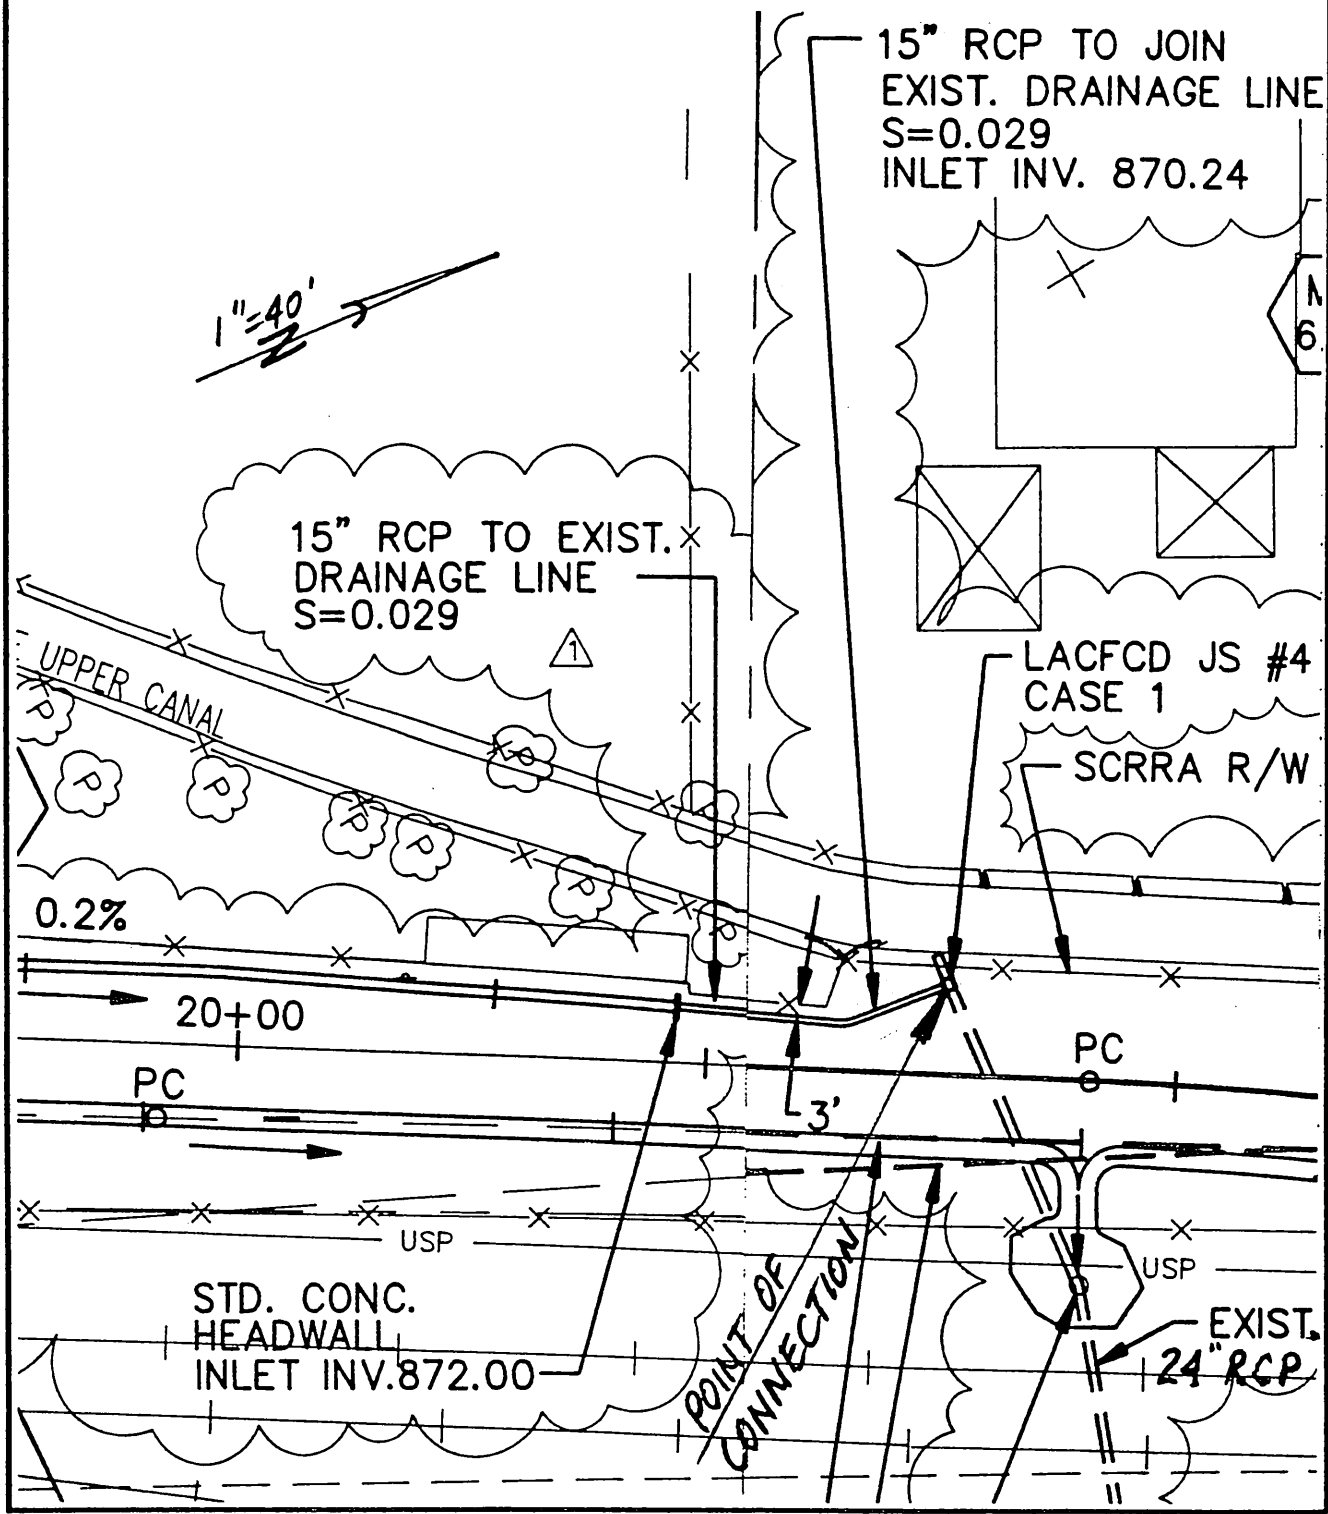 15" RCP TO JOIN
EXIST. DRAINAGE LINE
S=0.029
INLET INV. 870.24
1"=40'
N
6.
15" RCP TO EXIST.
DRAINAGE LINE
S=0.029
1
UPPER CANAL
LACFCD JS #4
CASE 1
SCRRA R/W
P
P
P
P
P
P
P
P
P
0.2%
20+00
PC
PC
3'
USP
USP
STD. CONC.
HEADWALL
INLET INV.872.00
POINT OF
CONNECTION
EXIST.
24" RCP